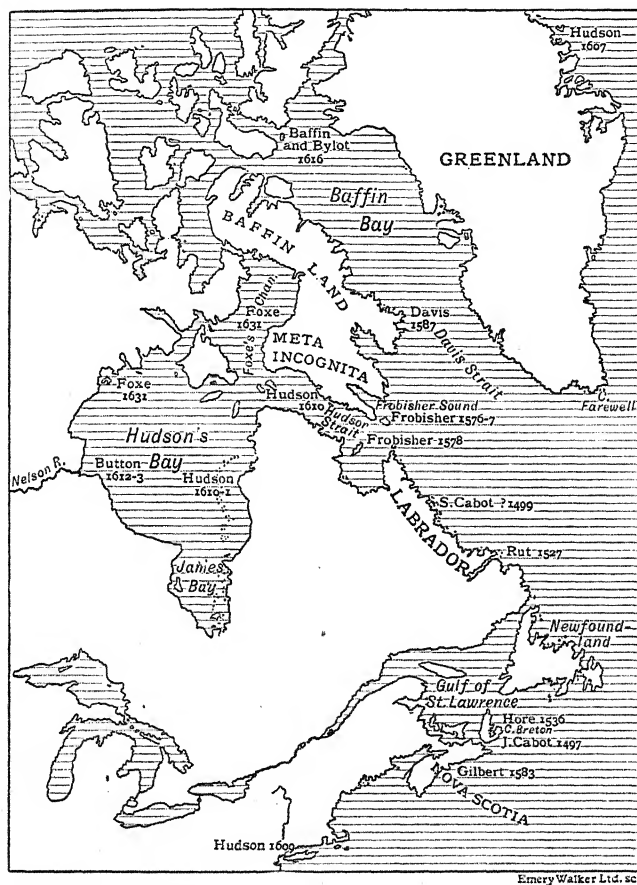 Hudson
1607
Baffin
and Bylot
1616
GREENLAND
Baffin
Bay
BAFFIN LAND
Foxe
1631
Foxe's Chan.
Davis
1587
Davis Strait
META
INCOGNITA
C.
Farewell
Foxe
1631
Hudson
1610
Hudson
Strait
Frobisher Sound
Frobisher 1576-7
Frobisher 1578
Hudson's
Bay
Nelson R.
Button
1612-3
Hudson
1610-1
S. Cabot ? 1499
LABRADOR
Rut 1527
James
Bay
Newfound-
land
Gulf of
St. Lawrence
Hore 1536
C. Breton
J. Cabot 1497
Gilbert 1583
NOVA SCOTIA
Hudson 1609
Emery Walker Ltd. sc